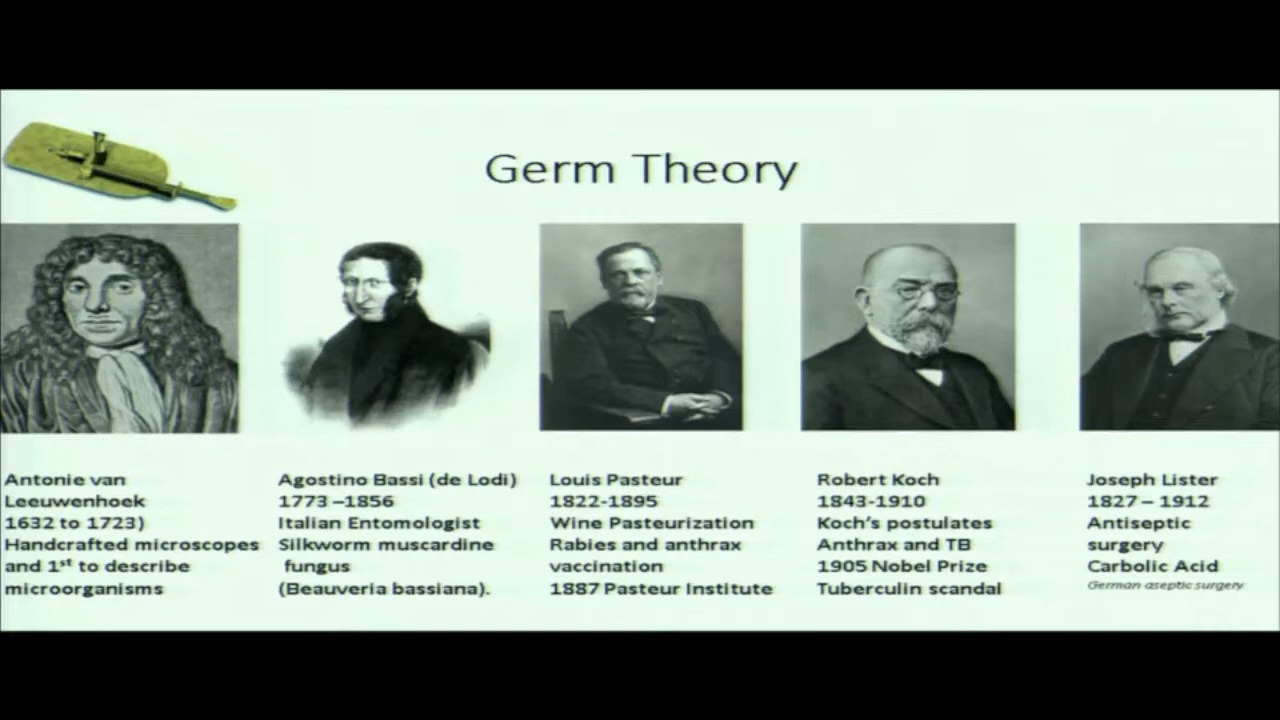 Germ Theory
Antonie van
Leeuwenhoek
1632 to 1723)
Handcrafted microscopes
and 1st to describe
microorganisms
Agostino Bassi (de Lodi)
1773 –1856
Italian Entomologist
Silkworm muscardine
fungus
(Beauveria bassiana).
Louis Pasteur
1822-1895
Wine Pasteurization
Rabies and anthrax
vaccination
1887 Pasteur Institute
Robert Koch
1843-1910
Koch's postulates
Anthrax and TB
1905 Nobel Prize
Tuberculin scandal
Joseph Lister
1827 – 1912
Antiseptic
surgery
Carbolic Acid
German aseptic surgery